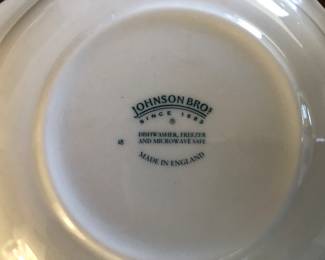 JOHNSON BROS
SINCE 1883
®
DISHWASHER, FREEZER
AND MICROWAVE SAFE
MADE IN ENGLAND